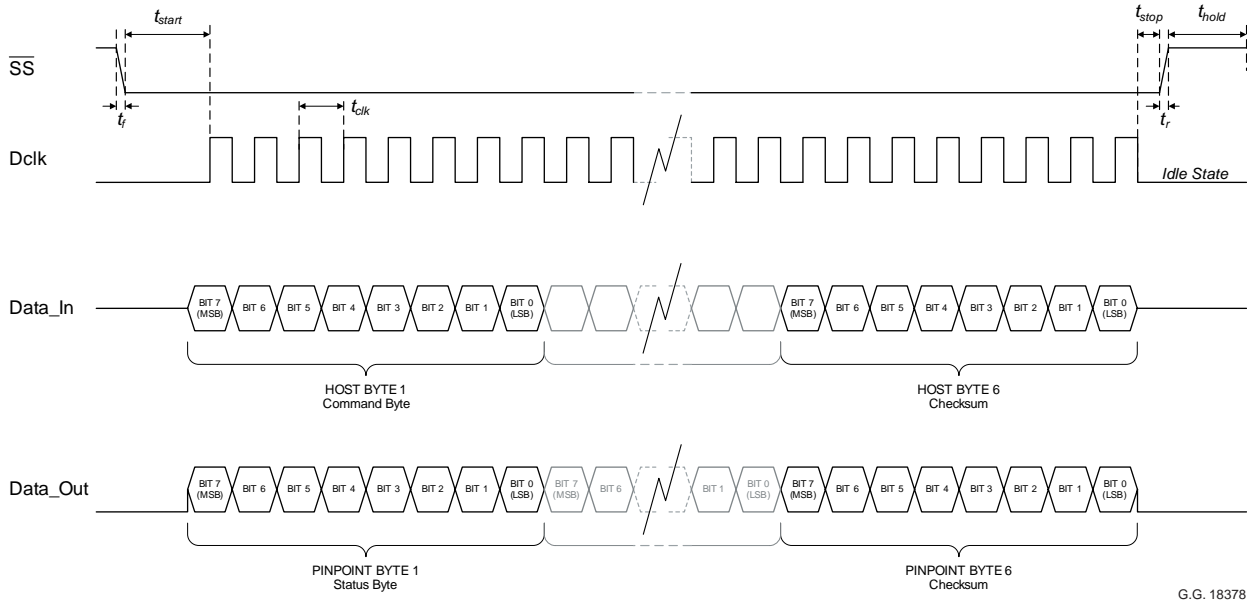 t_start
t_stop
t_hold
SS
t_f
t_clk
t_r
Dclk
Idle State
Data_In
BIT 7 (MSB) BIT 6 BIT 5 BIT 4 BIT 3 BIT 2 BIT 1 BIT 0 (LSB) BIT 7 (MSB) BIT 6 BIT 5 BIT 4 BIT 3 BIT 2 BIT 1 BIT 0 (LSB)
HOST BYTE 1
Command Byte
HOST BYTE 6
Checksum
Data_Out
BIT 7 (MSB) BIT 6 BIT 5 BIT 4 BIT 3 BIT 2 BIT 1 BIT 0 (LSB) BIT 7 (MSB) BIT 6 BIT 1 BIT 0 (LSB) BIT 7 (MSB) BIT 6 BIT 5 BIT 4 BIT 3 BIT 2 BIT 1 BIT 0 (LSB)
PINPOINT BYTE 1
Status Byte
PINPOINT BYTE 6
Checksum
G.G. 18378